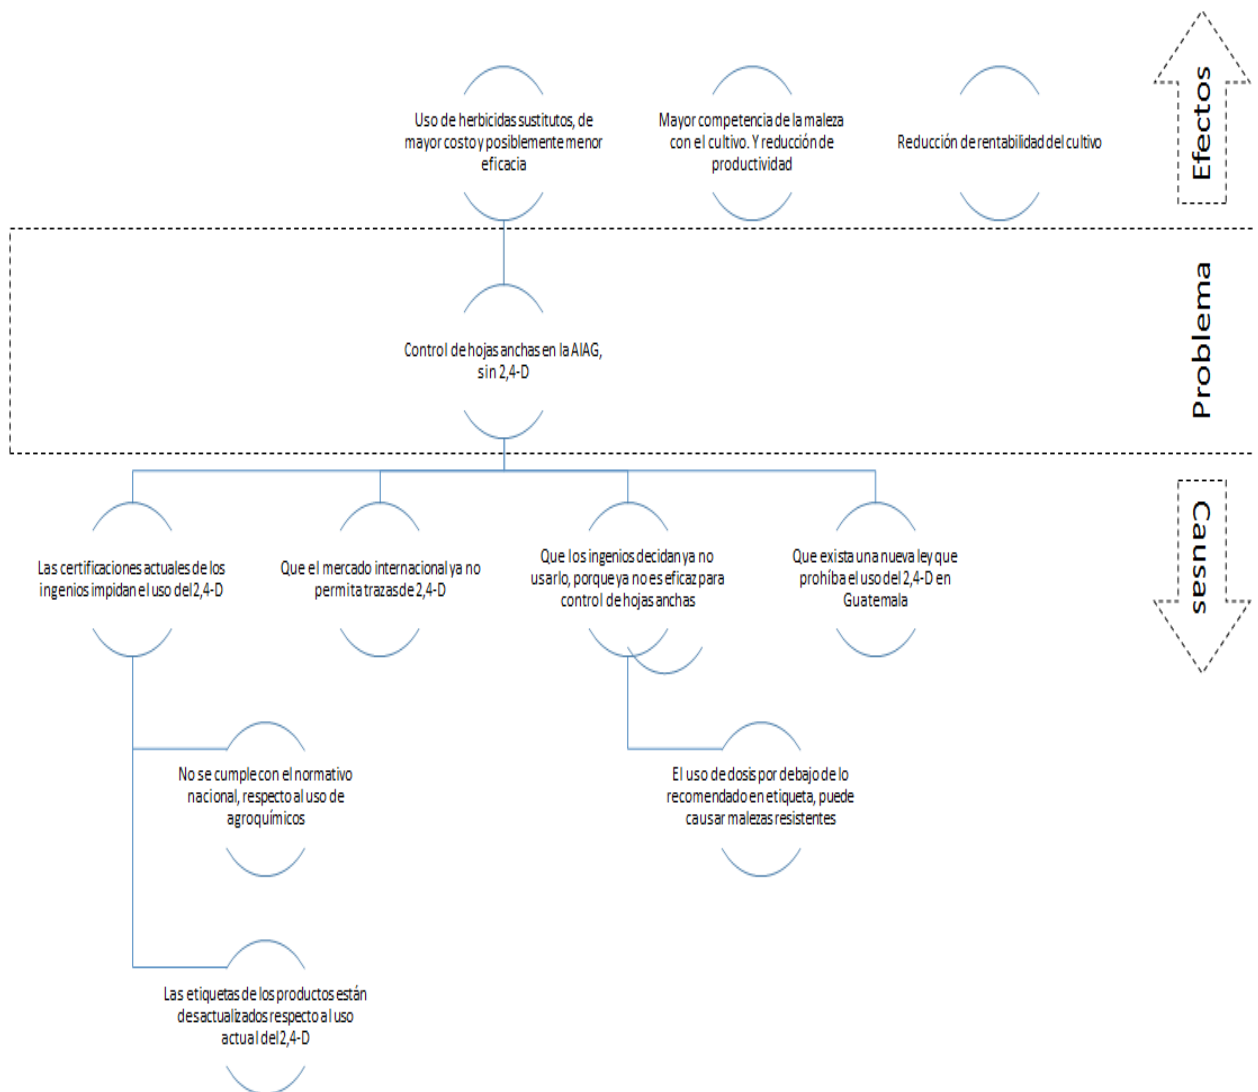 Uso de herbicidas sustitutos, de
mayor costo y posiblemente menor
eficacia
Mayor competencia de la maleza
con el cultivo. Y reducción de
productividad
Reducción de rentabilidad del cultivo
Efectos
Control de hojas anchas en la AIAG,
sin 2,4-D
Problema
Las certificaciones actuales de los
ingenios impidan el uso del 2,4-D
Que el mercado internacional ya no
permita trazas de 2,4-D
Que los ingenios decidan ya no
usarlo, porque ya no es eficaz para
control de hojas anchas
Que exista una nueva ley que
prohíba el uso del 2,4-D en
Guatemala
Causas
No se cumple con el normativo
nacional, respecto al uso de
agroquímicos
El uso de dosis por debajo de lo
recomendado en etiqueta, puede
causar malezas resistentes
Las etiquetas de los productos están
desactualizados respecto al uso
actual del 2,4-D